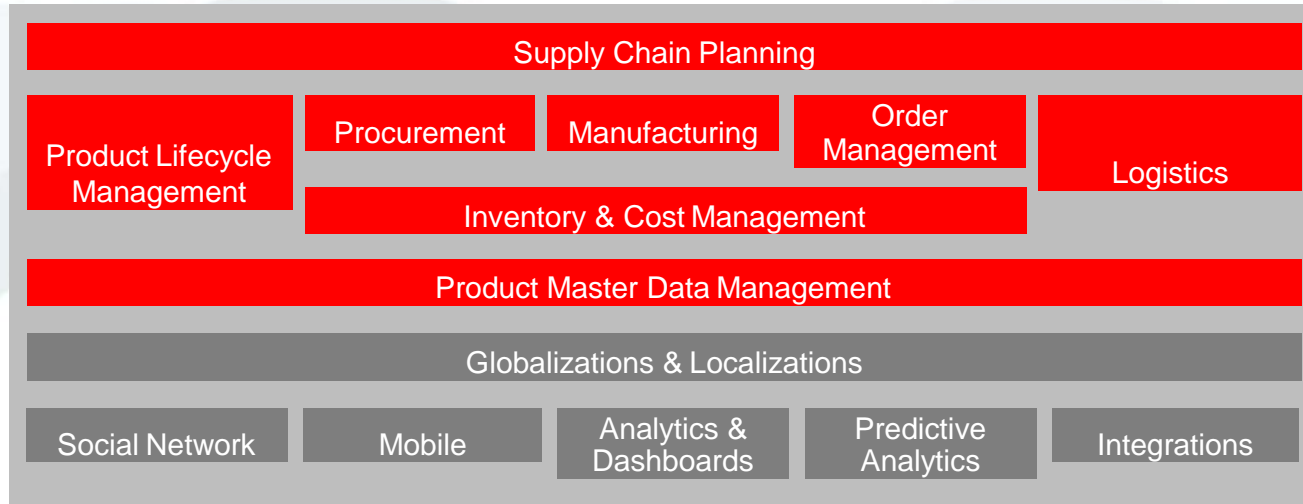 Supply Chain Planning
Product Lifecycle
Management
Procurement
Manufacturing
Order
Management
Logistics
Inventory & Cost Management
Product Master Data Management
Globalizations & Localizations
Social Network
Mobile
Analytics &
Dashboards
Predictive
Analytics
Integrations